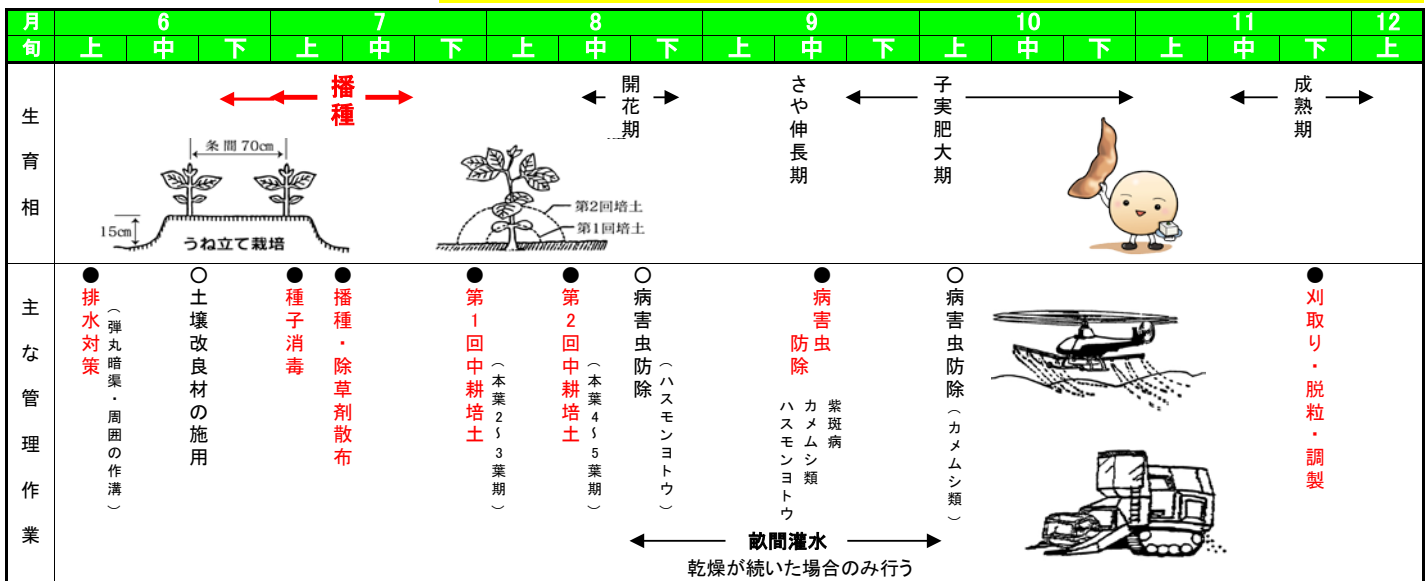 月 6 7 8 9 10 11 12
旬 上 中 下 上 中 下 上 中 下 上 中 下 上 中 下 上 中 下 上
生育相
播種
開花期
さや伸長期
子実肥大期
成熟期
条間70cm
15cm
うね立て栽培
第2回培土
第1回培土
主な管理作業
●排水対策
(弾丸暗渠・周囲の作溝)
○土壌改良材の施用
●種子消毒
●播種・除草剤散布
●第1回中耕培土
(本葉2~3葉期)
●第2回中耕培土
(本葉4~5葉期)
○病害虫防除
(ハスモンヨトウ)
●病害虫
防除
紫斑病
カメムシ類
ハスモンヨトウ
○病害虫防除(カメムシ類)
●刈取り・脱粒・調製
畝間灌水
乾燥が続いた場合のみ行う